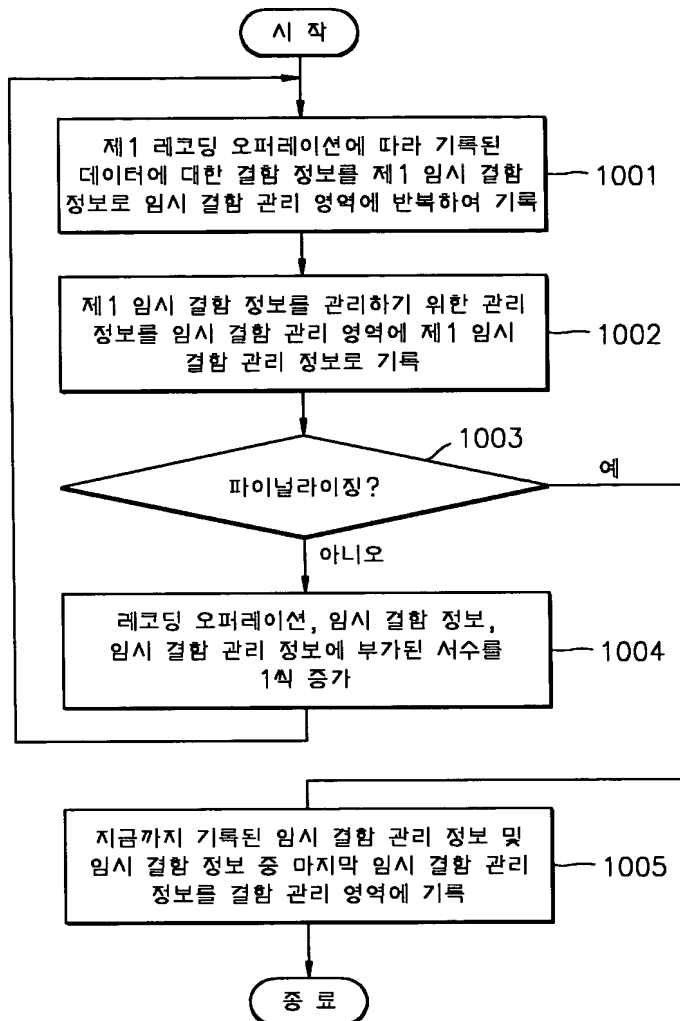 시 작
제1 레코딩 오퍼레이션에 따라 기록된
데이터에 대한 결함 정보를 제1 임시 결함
정보로 임시 결함 관리 영역에 반복하여 기록
1001
제1 임시 결함 정보를 관리하기 위한 관리
정보를 임시 결함 관리 영역에 제1 임시
결함 관리 정보로 기록
1002
1003
파이널라이징?
예
아니오
레코딩 오퍼레이션, 임시 결함 정보,
임시 결함 관리 정보에 부가된 서수를
1씩 증가
1004
지금까지 기록된 임시 결함 관리 정보 및
임시 결함 정보 중 마지막 임시 결함 관리
정보를 결함 관리 영역에 기록
1005
종 료